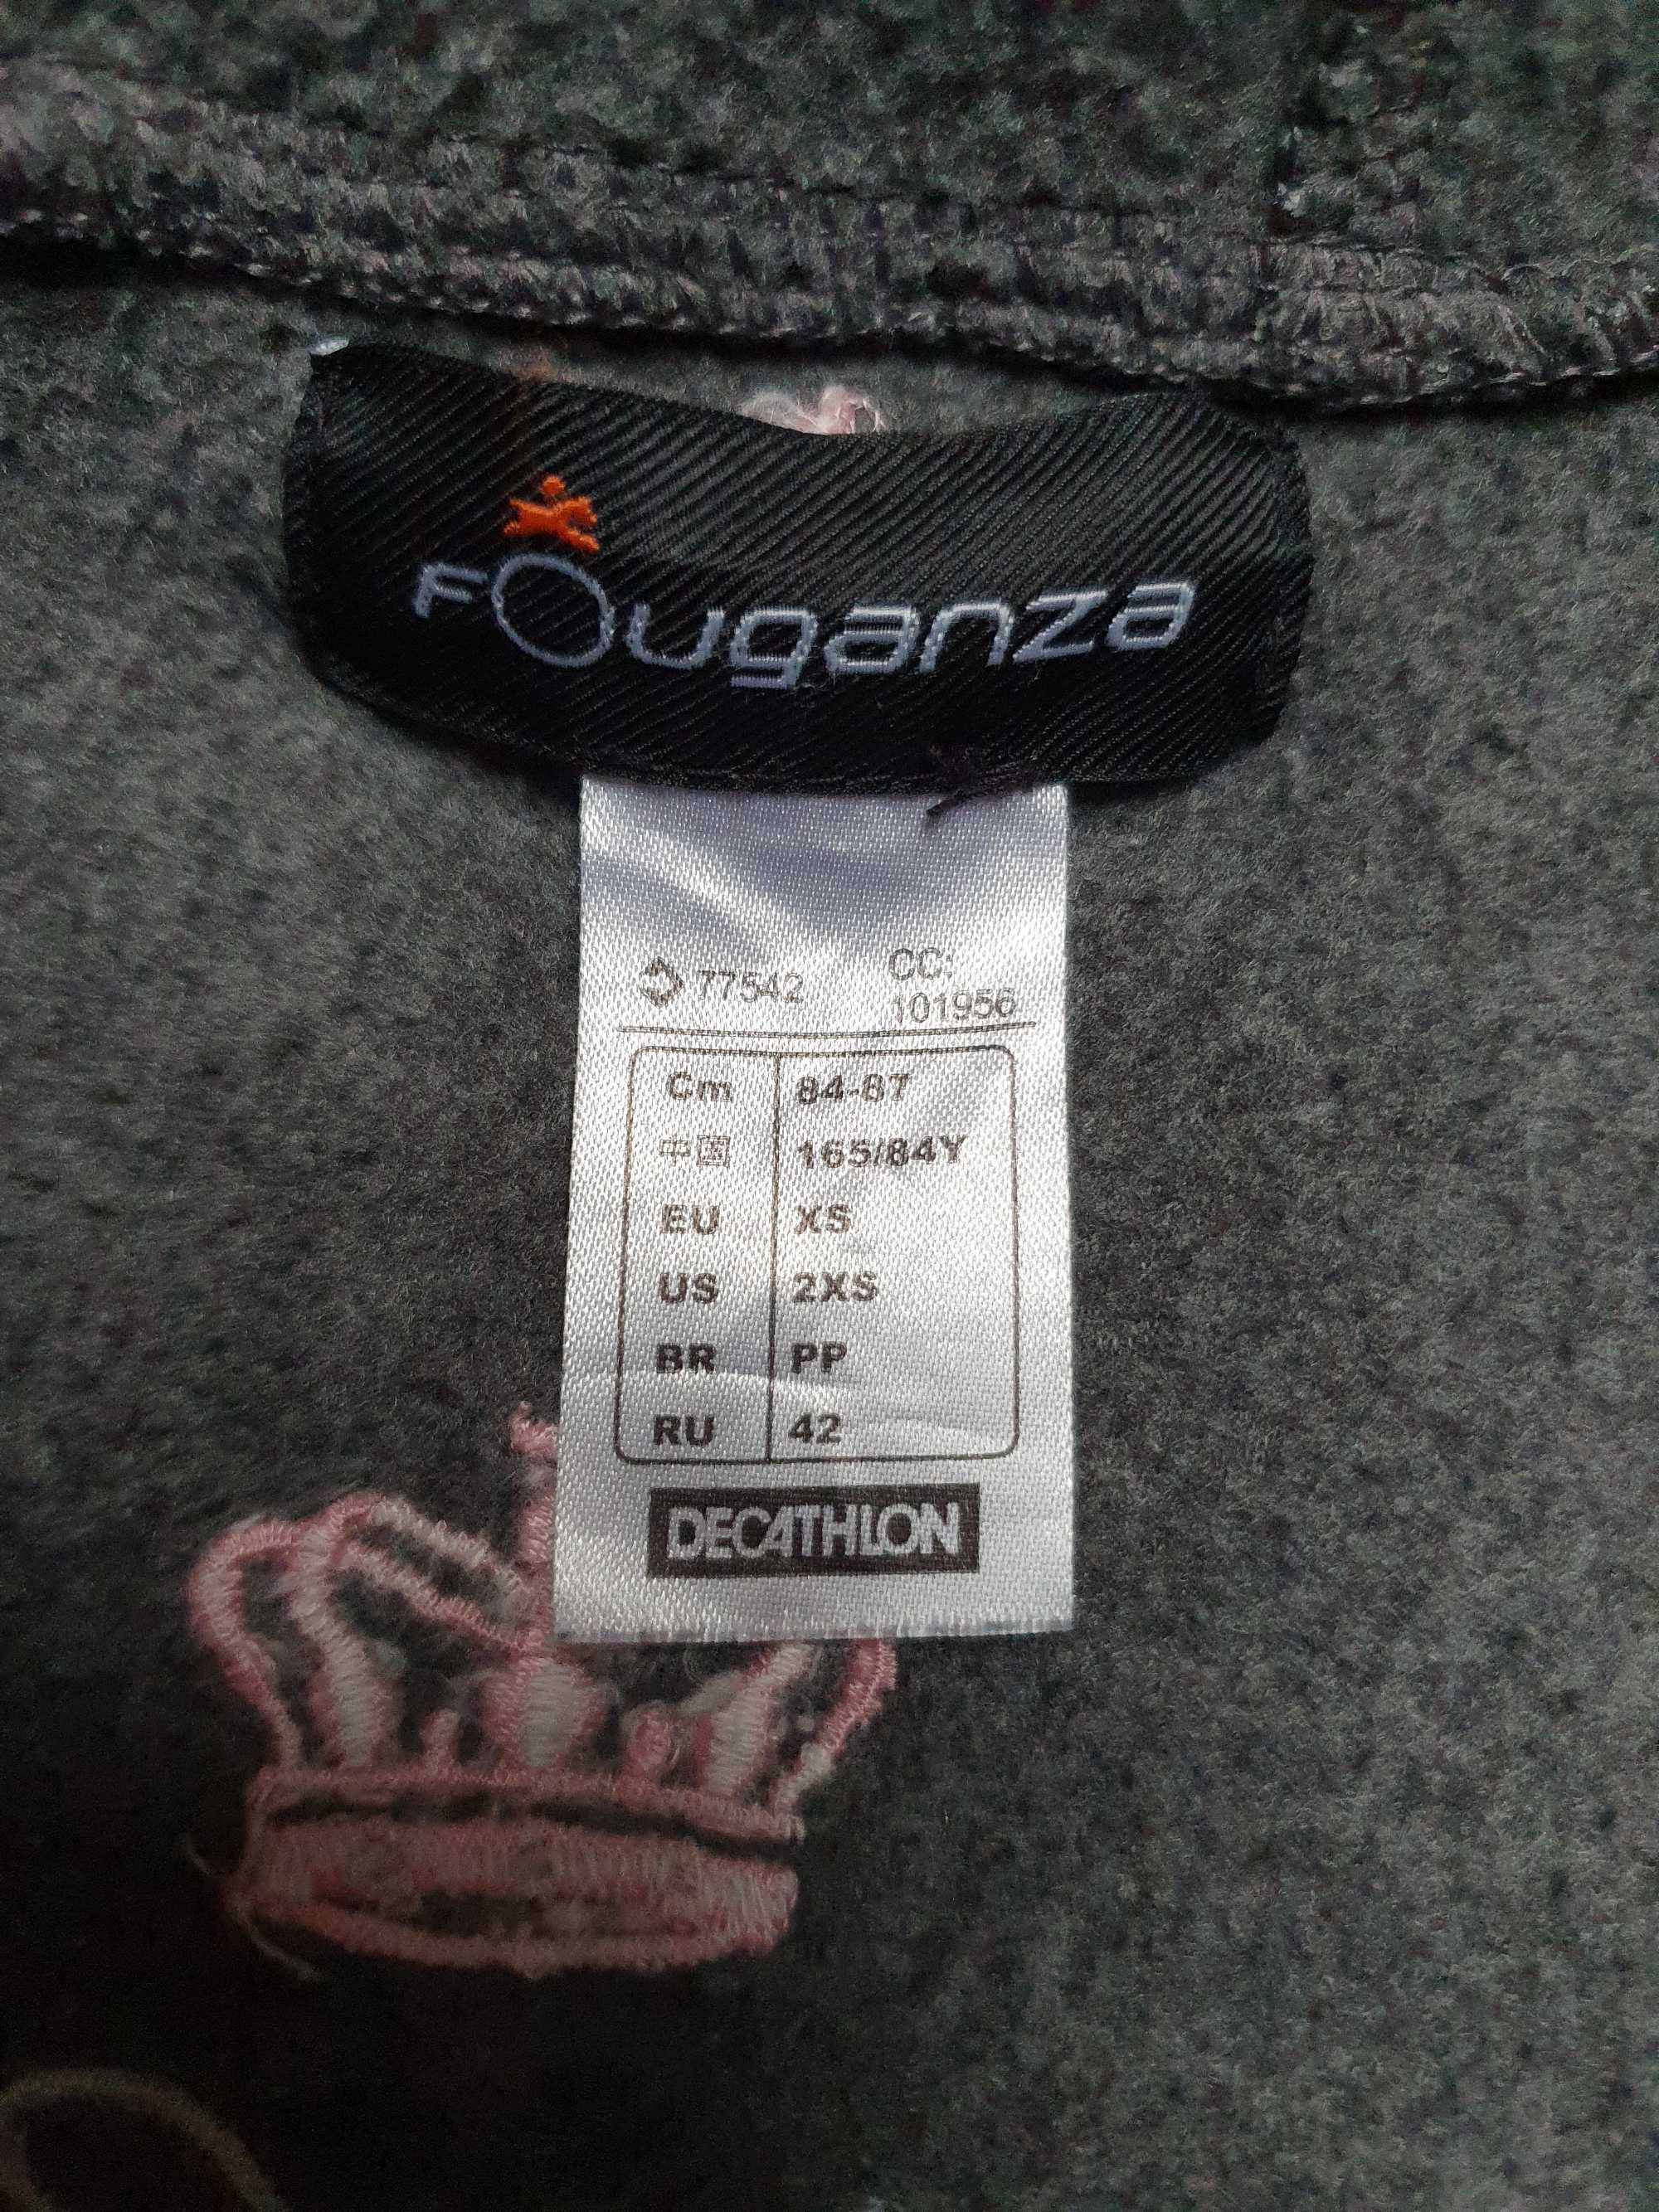 FOuganza
77542
CC:
101956
Cm 84-87
中国 165/84Y
EU XS
US 2XS
BR PP
RU 42
DECATHLON